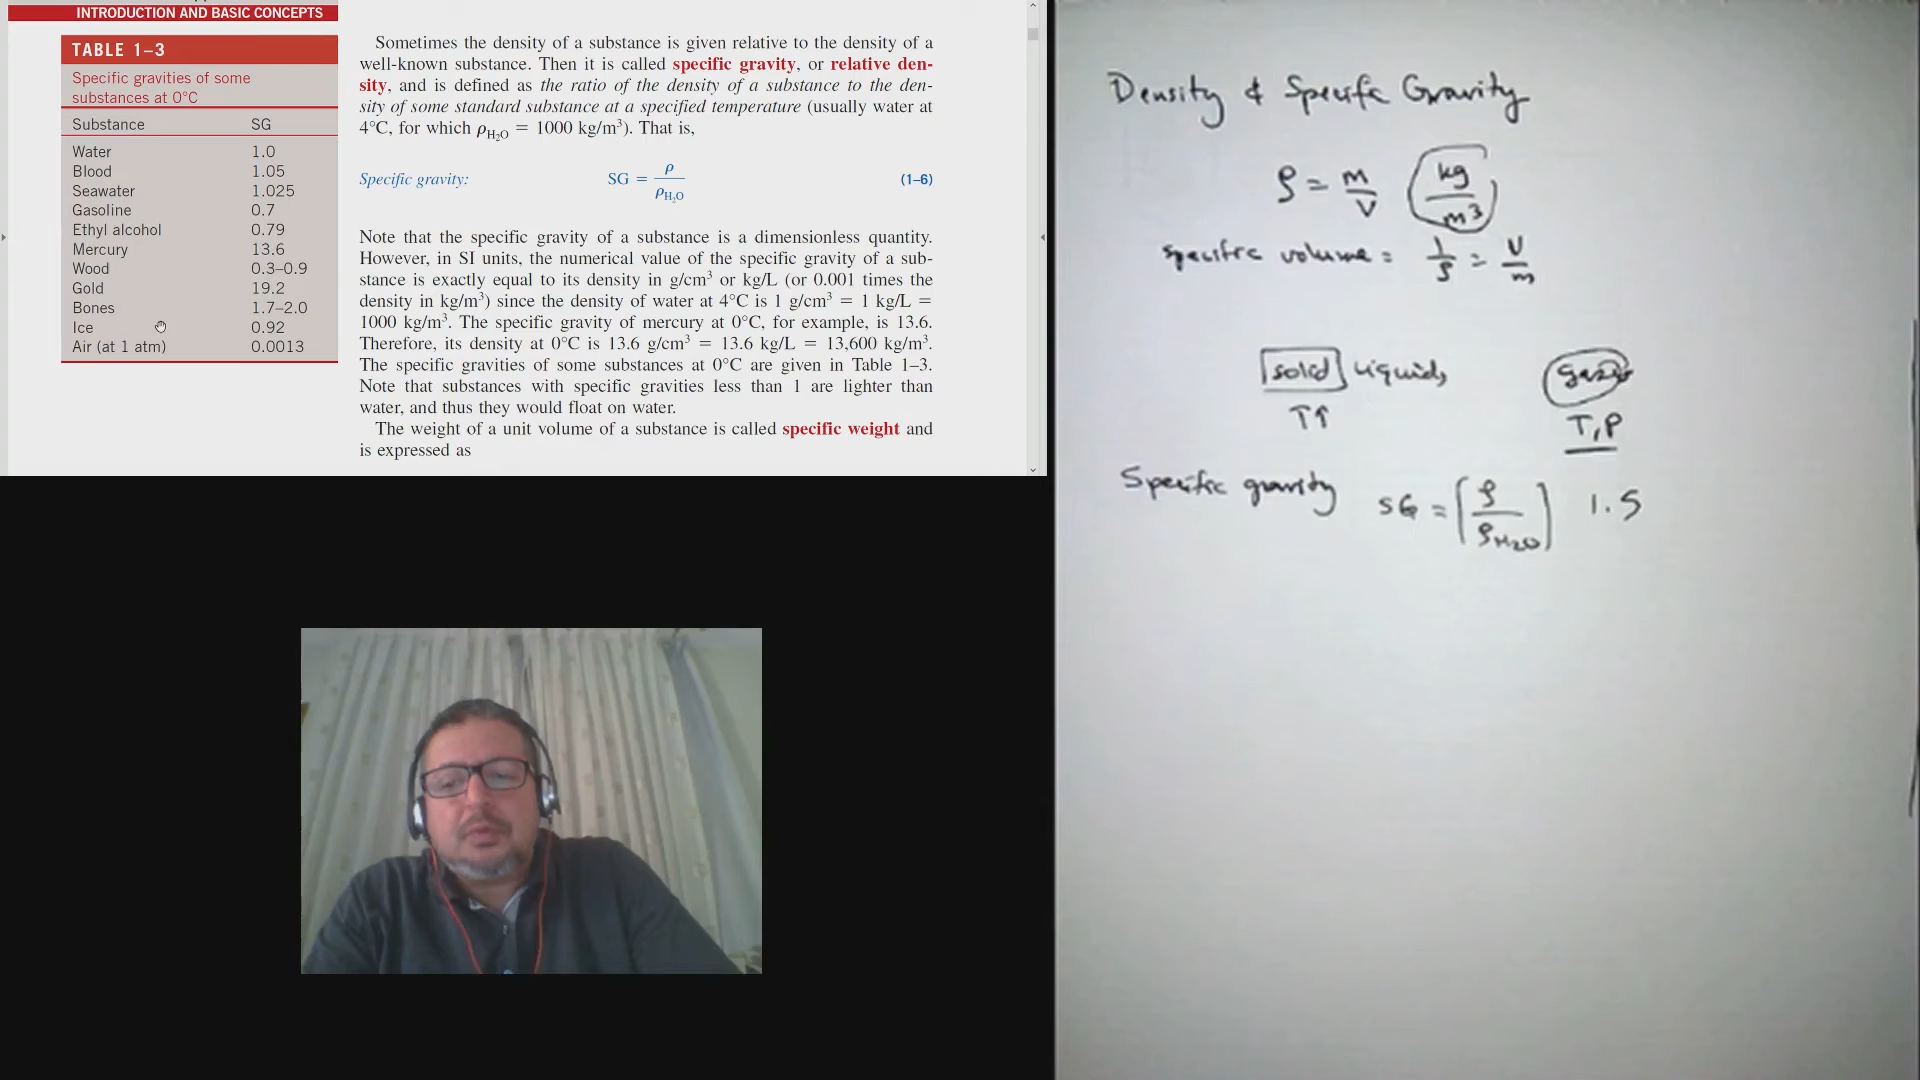 INTRODUCTION AND BASIC CONCEPTS
TABLE 1–3
Specific gravities of some
substances at 0°C
Substance SG
Water 1.0
Blood 1.05
Seawater 1.025
Gasoline 0.7
Ethyl alcohol 0.79
Mercury 13.6
Wood 0.3–0.9
Gold 19.2
Bones 1.7–2.0
Ice 0.92
Air (at 1 atm) 0.0013
Sometimes the density of a substance is given relative to the density of a
well-known substance. Then it is called specific gravity, or relative den-
sity, and is defined as the ratio of the density of a substance to the den-
sity of some standard substance at a specified temperature (usually water at
4°C, for which ρH₂O = 1000 kg/m³). That is,
Specific gravity: SG = ρ / ρH₂O (1–6)
Note that the specific gravity of a substance is a dimensionless quantity.
However, in SI units, the numerical value of the specific gravity of a sub-
stance is exactly equal to its density in g/cm³ or kg/L (or 0.001 times the
density in kg/m³) since the density of water at 4°C is 1 g/cm³ = 1 kg/L =
1000 kg/m³. The specific gravity of mercury at 0°C, for example, is 13.6.
Therefore, its density at 0°C is 13.6 g/cm³ = 13.6 kg/L = 13,600 kg/m³.
The specific gravities of some substances at 0°C are given in Table 1–3.
Note that substances with specific gravities less than 1 are lighter than
water, and thus they would float on water.
The weight of a unit volume of a substance is called specific weight and
is expressed as
Density & Specific Gravity
ρ = m / V kg / m³
specific volume = 1 / ρ = V / m
solid liquids gases
T↑ T, P
Specific gravity SG = [ρ / ρH₂O] 1.5